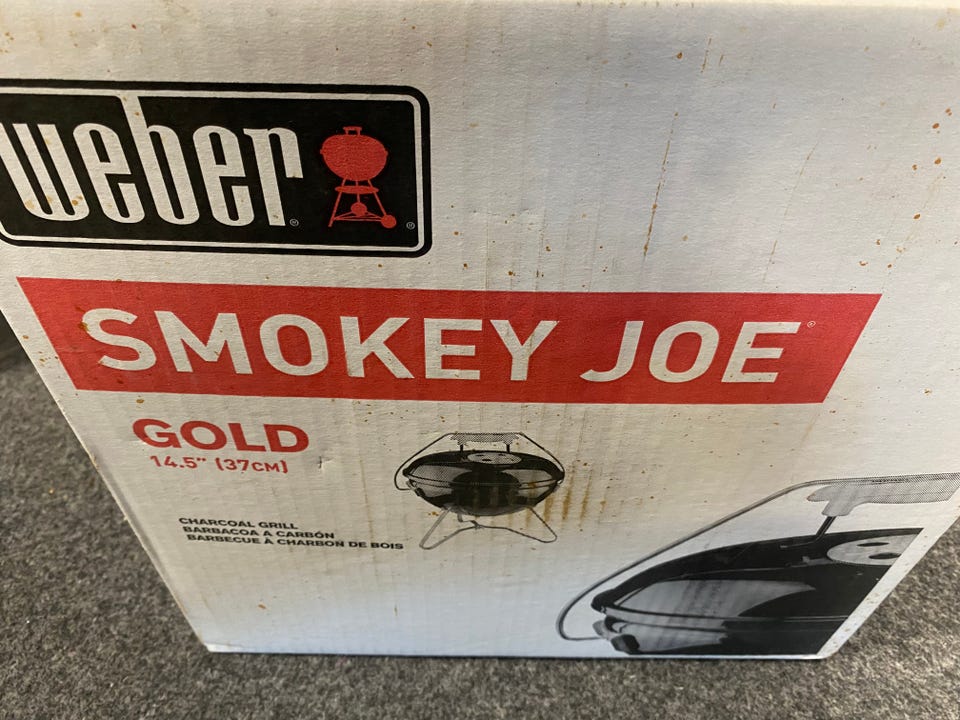 weber
SMOKEY JOE®
GOLD
14.5" (37CM)
CHARCOAL GRILL
BARBACOA A CARBÓN
BARBECUE À CHARBON DE BOIS